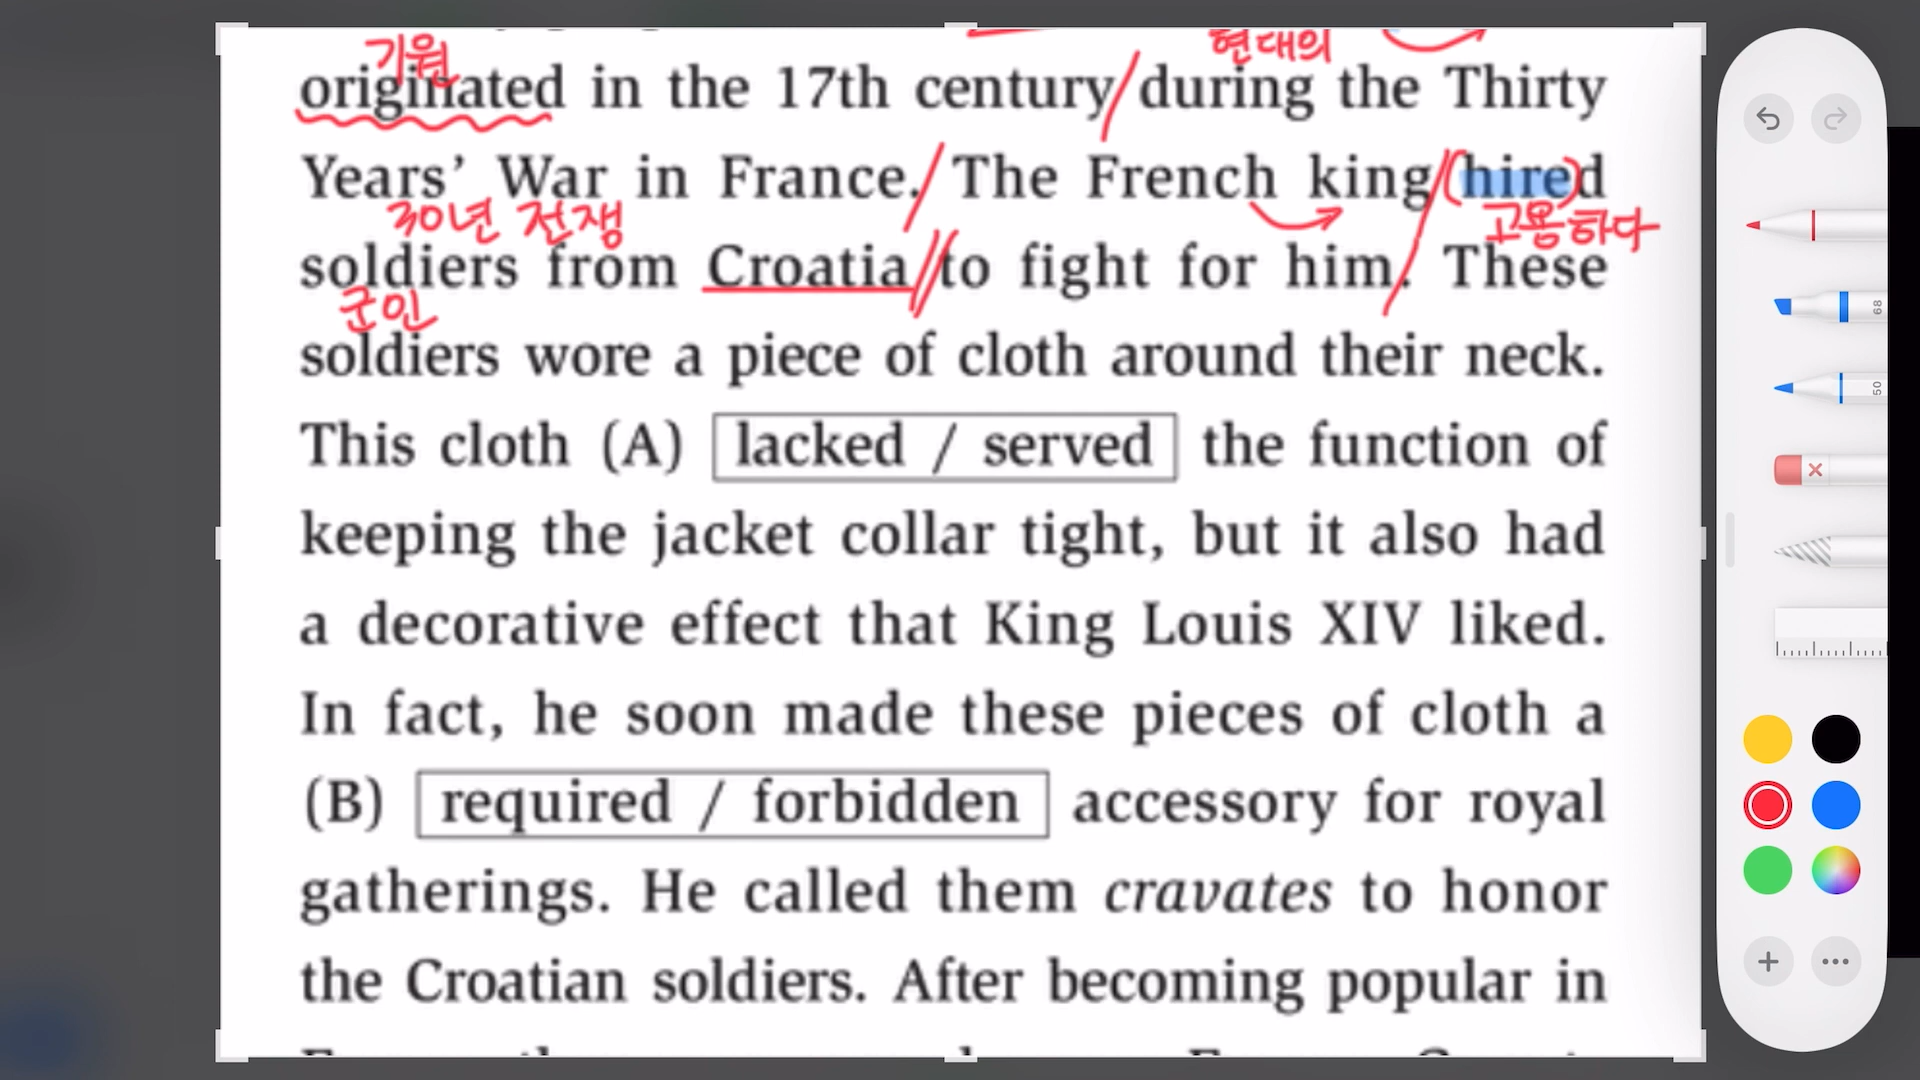 기원 현대의
originated in the 17th century/during the Thirty
Years’ War in France./The French king/(hire)d
30년 전쟁 고용하다
soldiers from Croatia//to fight for him./These
군인
soldiers wore a piece of cloth around their neck.
This cloth (A) lacked / served the function of
keeping the jacket collar tight, but it also had
a decorative effect that King Louis XIV liked.
In fact, he soon made these pieces of cloth a
(B) required / forbidden accessory for royal
gatherings. He called them cravates to honor
the Croatian soldiers. After becoming popular in
68
50